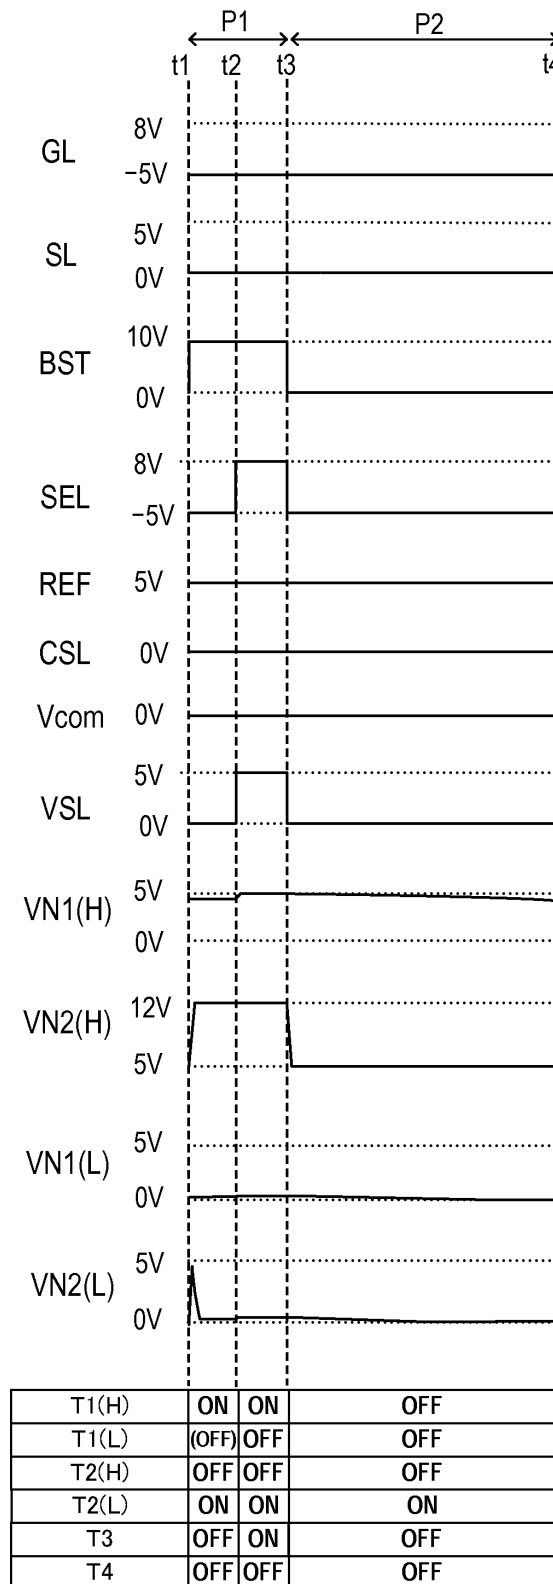 P1 P2
t1 t2 t3 t4
8V
GL
−5V
5V
SL
0V
10V
BST
0V
8V
SEL
−5V
REF 5V
CSL 0V
Vcom 0V
5V
VSL
0V
5V
VN1(H)
0V
12V
VN2(H)
5V
5V
VN1(L)
0V
5V
VN2(L)
0V
T1(H) ON ON OFF
T1(L) (OFF) OFF OFF
T2(H) OFF OFF OFF
T2(L) ON ON ON
T3 OFF ON OFF
T4 OFF OFF OFF